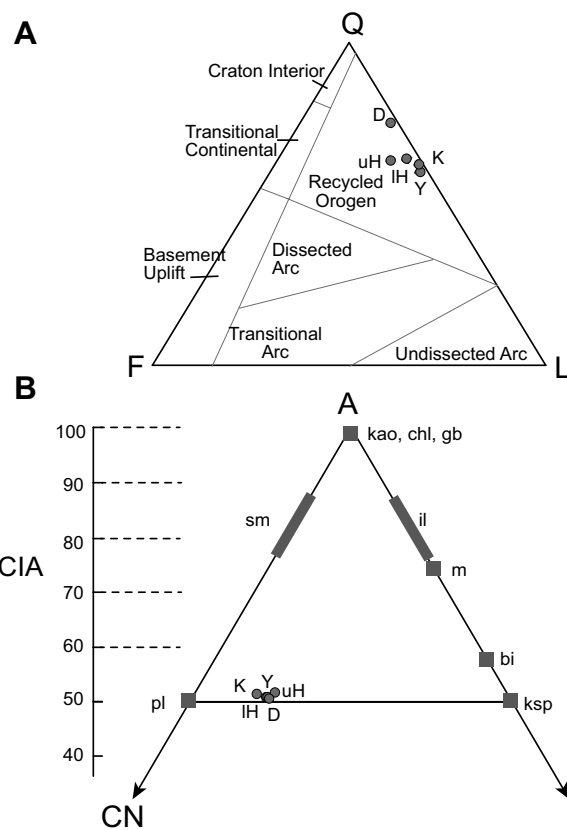 A
Q
Craton Interior
Transitional
Continental
D
uH
lH
K
Y
Recycled
Orogen
Basement
Uplift
Dissected
Arc
Transitional
Arc
Undissected Arc
F
L
B
A
100
kao, chl, gb
90
sm
il
80
CIA
m
70
60
bi
K
Y
uH
pl
50
ksp
lH
D
40
CN